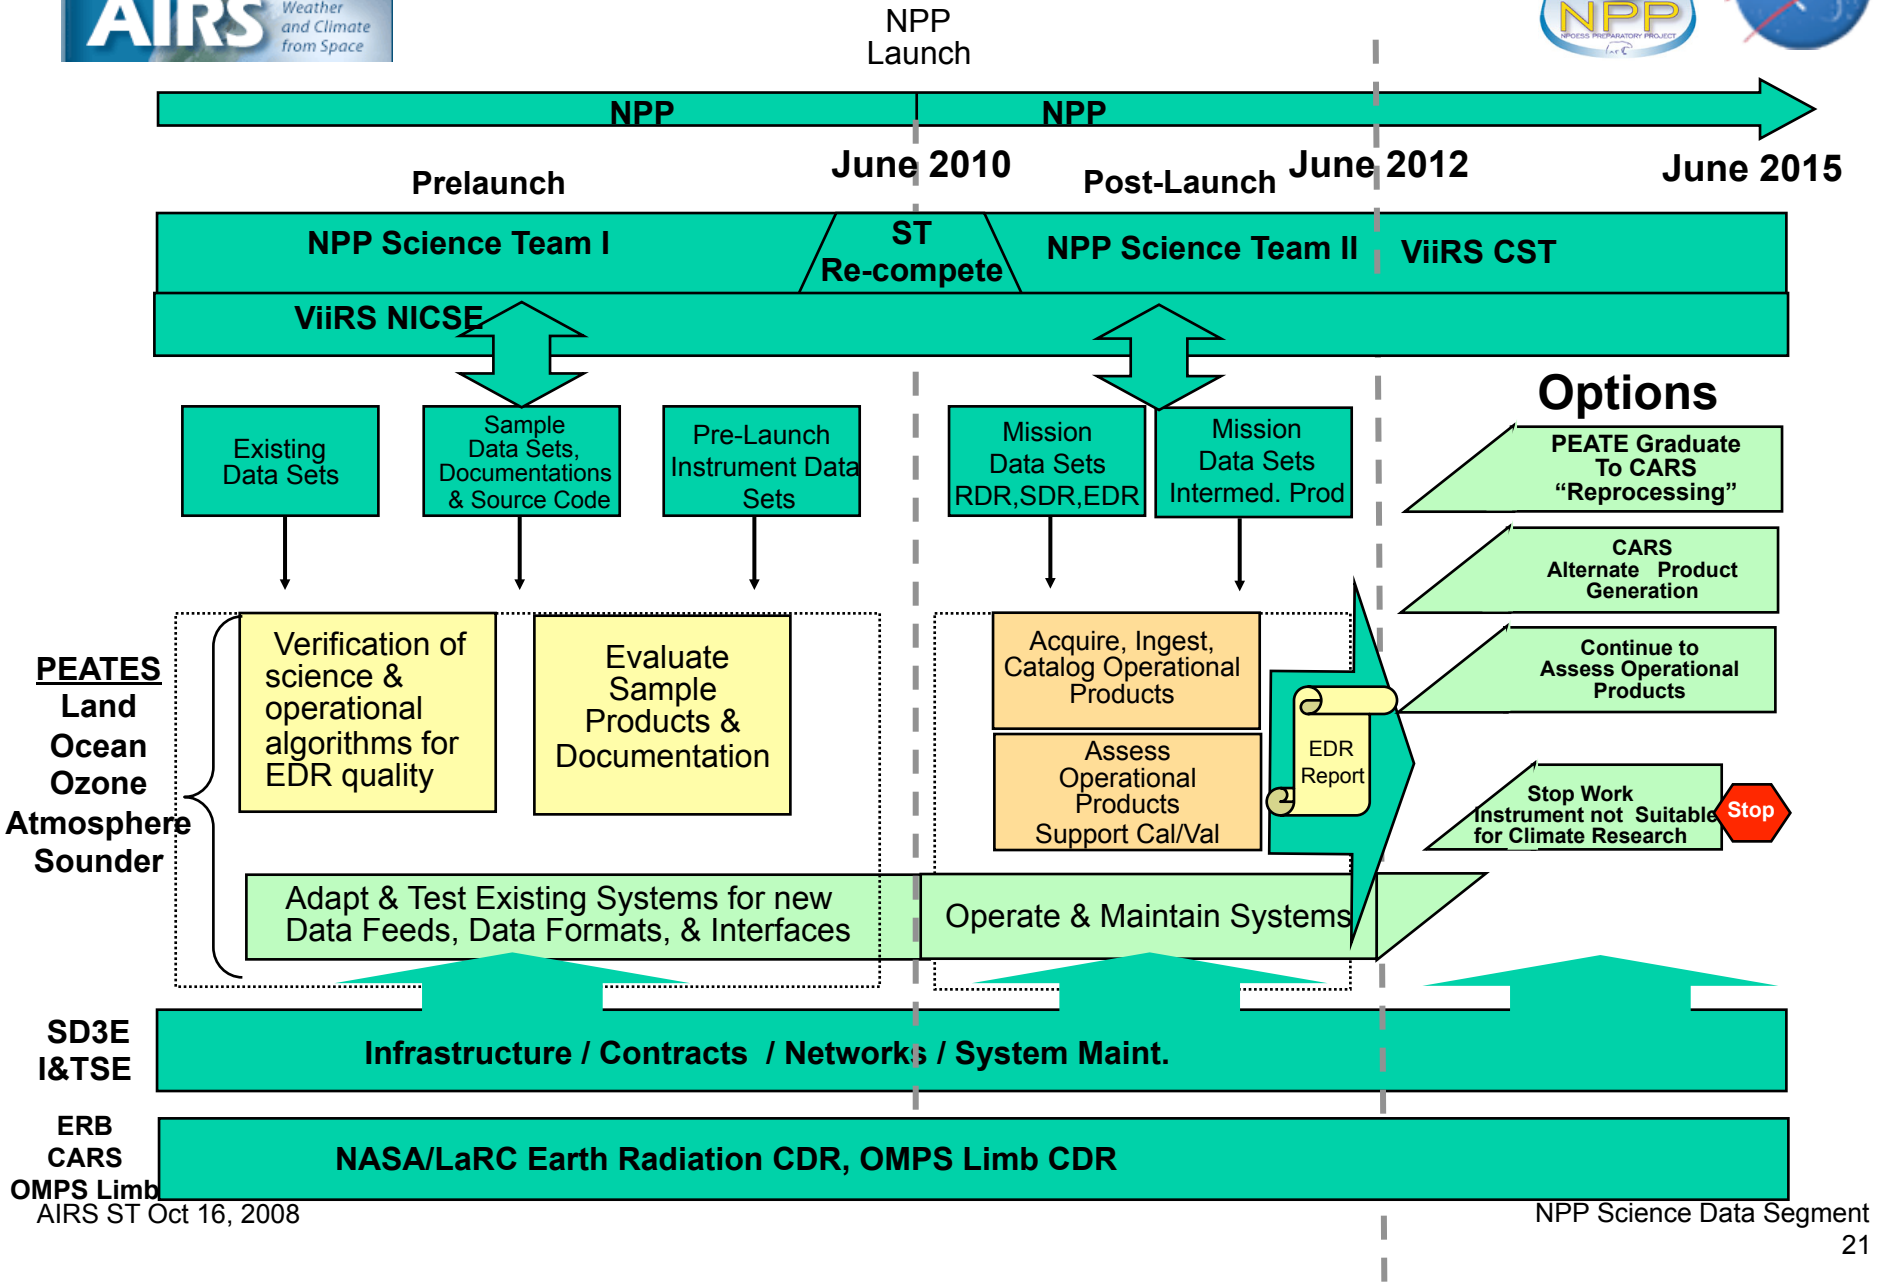 AIRS
Weather
and Climate
from Space
NPP
Launch
NPP
NPOESS PREPARATORY PROJECT
NPP
NPP
June 2010
June 2012
June 2015
Prelaunch
Post-Launch
NPP Science Team I
ST
Re-compete
NPP Science Team II
ViiRS CST
ViiRS NICSE
Existing
Data Sets
Sample
Data Sets,
Documentations
& Source Code
Pre-Launch
Instrument Data
Sets
Mission
Data Sets
RDR,SDR,EDR
Mission
Data Sets
Intermed. Prod
Options
PEATE Graduate
To CARS
“Reprocessing”
CARS
Alternate Product
Generation
Continue to
Assess Operational
Products
Stop Work
Instrument not Suitable
for Climate Research
Stop
PEATES
Land
Ocean
Ozone
Atmosphere
Sounder
Verification of
science &
operational
algorithms for
EDR quality
Evaluate
Sample
Products &
Documentation
Acquire, Ingest,
Catalog Operational
Products
Assess
Operational
Products
Support Cal/Val
EDR
Report
Adapt & Test Existing Systems for new
Data Feeds, Data Formats, & Interfaces
Operate & Maintain Systems
SD3E
I&TSE
Infrastructure / Contracts / Networks / System Maint.
ERB
CARS
OMPS Limb
NASA/LaRC Earth Radiation CDR, OMPS Limb CDR
AIRS ST Oct 16, 2008
NPP Science Data Segment
21